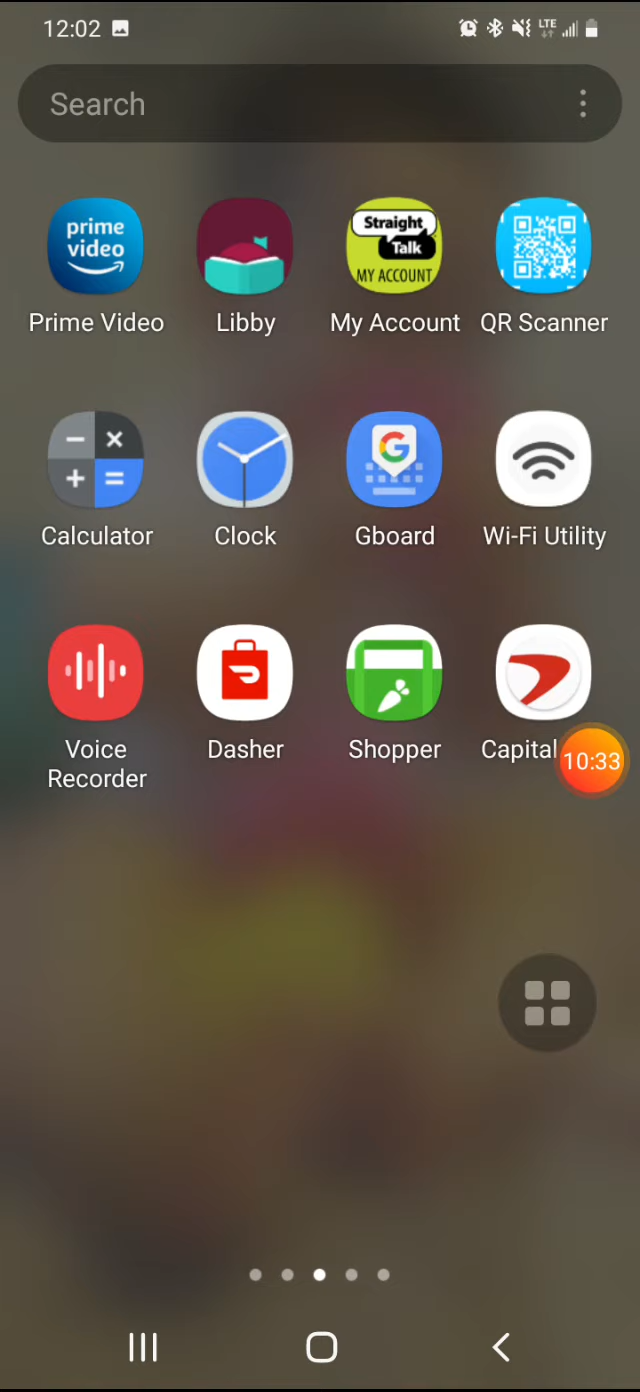 12:02
LTE
Search
prime
video
Straight
Talk
MY ACCOUNT
Prime Video
Libby
My Account
QR Scanner
G
Calculator
Clock
Gboard
Wi-Fi Utility
Voice
Recorder
Dasher
Shopper
Capital
10:33